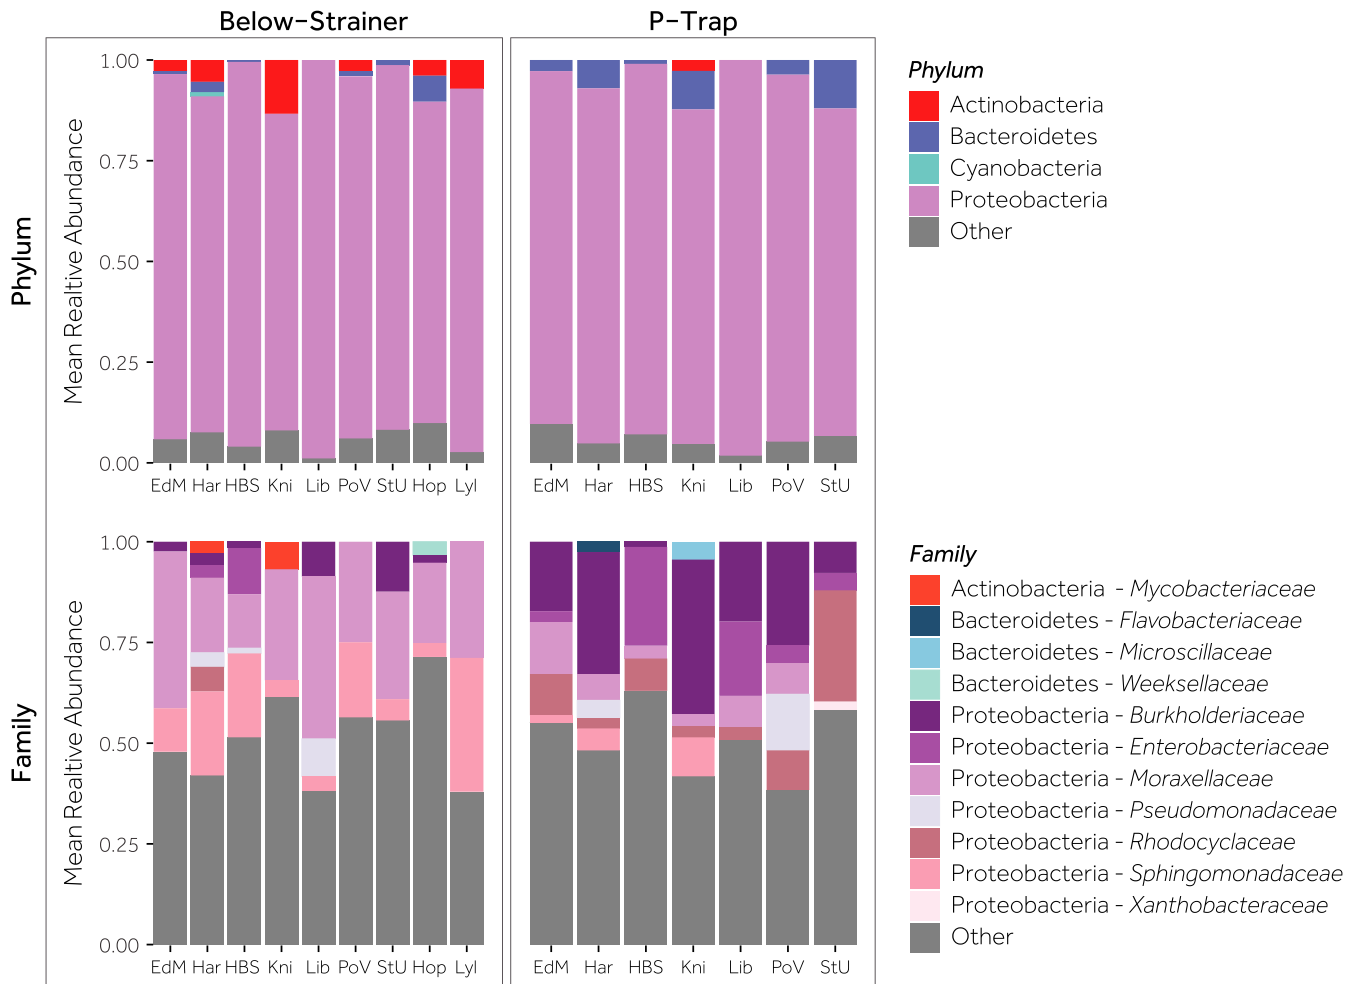 Below-Strainer
P-Trap
Phylum
Mean Realtive Abundance
1.00
0.75
0.50
0.25
0.00
EdM Har HBS Kni Lib PoV StU Hop Lyl
EdM Har HBS Kni Lib PoV StU
Phylum
Actinobacteria
Bacteroidetes
Cyanobacteria
Proteobacteria
Other
Family
Mean Realtive Abundance
1.00
0.75
0.50
0.25
0.00
EdM Har HBS Kni Lib PoV StU Hop Lyl
EdM Har HBS Kni Lib PoV StU
Family
Actinobacteria - Mycobacteriaceae
Bacteroidetes - Flavobacteriaceae
Bacteroidetes - Microscillaceae
Bacteroidetes - Weeksellaceae
Proteobacteria - Burkholderiaceae
Proteobacteria - Enterobacteriaceae
Proteobacteria - Moraxellaceae
Proteobacteria - Pseudomonadaceae
Proteobacteria - Rhodocyclaceae
Proteobacteria - Sphingomonadaceae
Proteobacteria - Xanthobacteraceae
Other